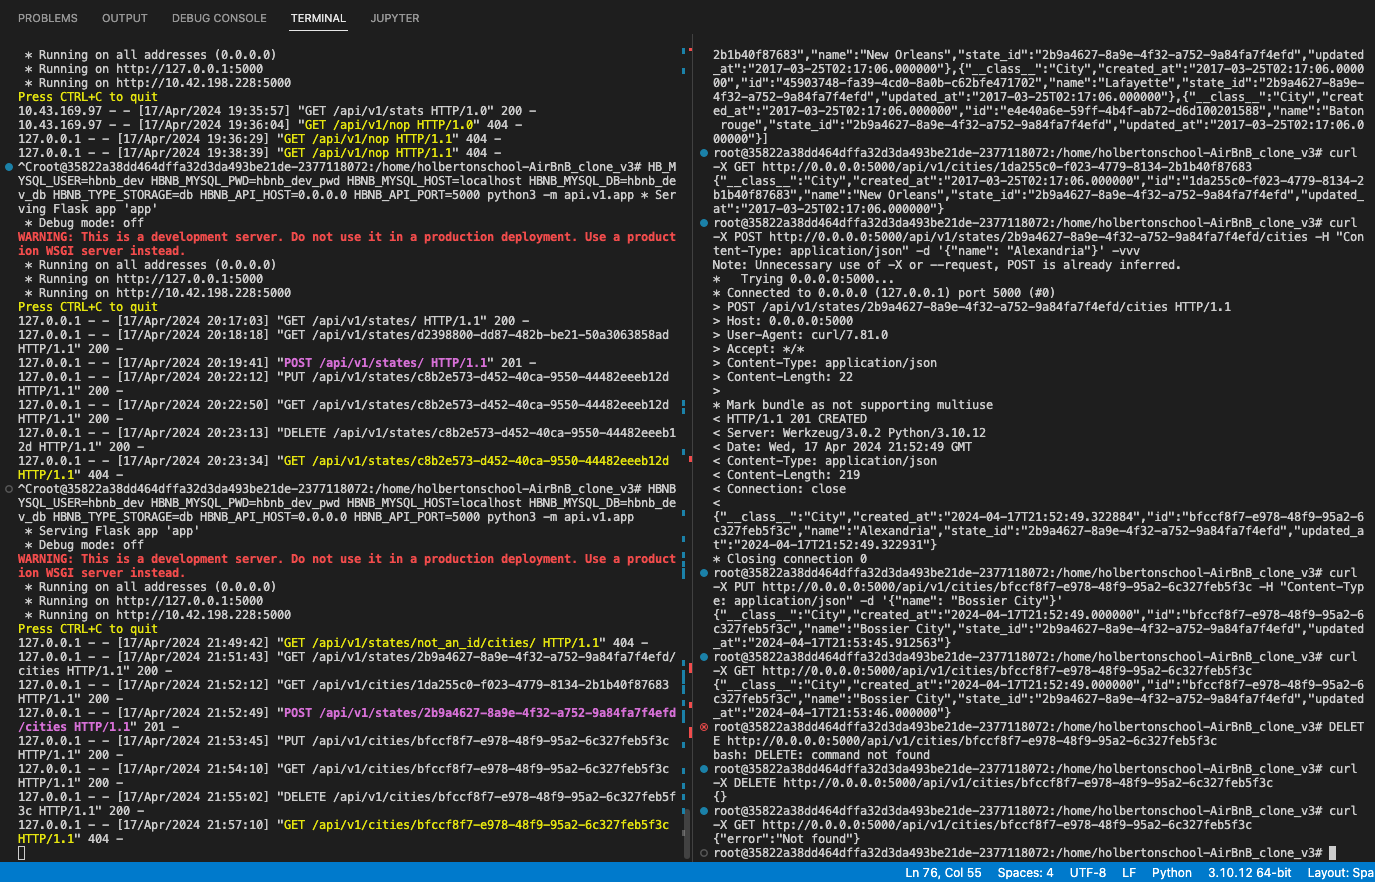 PROBLEMS OUTPUT DEBUG CONSOLE TERMINAL JUPYTER
* Running on all addresses (0.0.0.0)
* Running on http://127.0.0.1:5000
* Running on http://10.42.198.228:5000
Press CTRL+C to quit
10.43.169.97 - - [17/Apr/2024 19:35:57] "GET /api/v1/stats HTTP/1.0" 200 -
10.43.169.97 - - [17/Apr/2024 19:36:04] "GET /api/v1/nop HTTP/1.0" 404 -
127.0.0.1 - - [17/Apr/2024 19:36:29] "GET /api/v1/nop HTTP/1.1" 404 -
127.0.0.1 - - [17/Apr/2024 19:38:39] "GET /api/v1/nop HTTP/1.1" 404 -
^Croot@35822a38dd464dffa32d3da493be21de-2377118072:/home/holbertonschool-AirBnB_clone_v3# HB_M
YSQL_USER=hbnb_dev HBNB_MYSQL_PWD=hbnb_dev_pwd HBNB_MYSQL_HOST=localhost HBNB_MYSQL_DB=hbnb_de
v_db HBNB_TYPE_STORAGE=db HBNB_API_HOST=0.0.0.0 HBNB_API_PORT=5000 python3 -m api.v1.app * Ser
ving Flask app 'app'
* Debug mode: off
WARNING: This is a development server. Do not use it in a production deployment. Use a product
ion WSGI server instead.
* Running on all addresses (0.0.0.0)
* Running on http://127.0.0.1:5000
* Running on http://10.42.198.228:5000
Press CTRL+C to quit
127.0.0.1 - - [17/Apr/2024 20:17:03] "GET /api/v1/states/ HTTP/1.1" 200 -
127.0.0.1 - - [17/Apr/2024 20:18:18] "GET /api/v1/states/d2398800-dd87-482b-be21-50a3063858ad
HTTP/1.1" 200 -
127.0.0.1 - - [17/Apr/2024 20:19:41] "POST /api/v1/states/ HTTP/1.1" 201 -
127.0.0.1 - - [17/Apr/2024 20:22:12] "PUT /api/v1/states/c8b2e573-d452-40ca-9550-44482eeeb12d
HTTP/1.1" 200 -
127.0.0.1 - - [17/Apr/2024 20:22:50] "GET /api/v1/states/c8b2e573-d452-40ca-9550-44482eeeb12d
HTTP/1.1" 200 -
127.0.0.1 - - [17/Apr/2024 20:23:13] "DELETE /api/v1/states/c8b2e573-d452-40ca-9550-44482eeeb1
2d HTTP/1.1" 200 -
127.0.0.1 - - [17/Apr/2024 20:23:34] "GET /api/v1/states/c8b2e573-d452-40ca-9550-44482eeeb12d
HTTP/1.1" 404 -
^Croot@35822a38dd464dffa32d3da493be21de-2377118072:/home/holbertonschool-AirBnB_clone_v3# HBNB
YSQL_USER=hbnb_dev HBNB_MYSQL_PWD=hbnb_dev_pwd HBNB_MYSQL_HOST=localhost HBNB_MYSQL_DB=hbnb_de
v_db HBNB_TYPE_STORAGE=db HBNB_API_HOST=0.0.0.0 HBNB_API_PORT=5000 python3 -m api.v1.app
* Serving Flask app 'app'
* Debug mode: off
WARNING: This is a development server. Do not use it in a production deployment. Use a product
ion WSGI server instead.
* Running on all addresses (0.0.0.0)
* Running on http://127.0.0.1:5000
* Running on http://10.42.198.228:5000
Press CTRL+C to quit
127.0.0.1 - - [17/Apr/2024 21:49:42] "GET /api/v1/states/not_an_id/cities/ HTTP/1.1" 404 -
127.0.0.1 - - [17/Apr/2024 21:51:43] "GET /api/v1/states/2b9a4627-8a9e-4f32-a752-9a84fa7f4efd/
cities HTTP/1.1" 200 -
127.0.0.1 - - [17/Apr/2024 21:52:12] "GET /api/v1/cities/1da255c0-f023-4779-8134-2b1b40f87683
HTTP/1.1" 200 -
127.0.0.1 - - [17/Apr/2024 21:52:49] "POST /api/v1/states/2b9a4627-8a9e-4f32-a752-9a84fa7f4efd
/cities HTTP/1.1" 201 -
127.0.0.1 - - [17/Apr/2024 21:53:45] "PUT /api/v1/cities/bfccf8f7-e978-48f9-95a2-6c327feb5f3c
HTTP/1.1" 200 -
127.0.0.1 - - [17/Apr/2024 21:54:10] "GET /api/v1/cities/bfccf8f7-e978-48f9-95a2-6c327feb5f3c
HTTP/1.1" 200 -
127.0.0.1 - - [17/Apr/2024 21:55:02] "DELETE /api/v1/cities/bfccf8f7-e978-48f9-95a2-6c327feb5f
3c HTTP/1.1" 200 -
127.0.0.1 - - [17/Apr/2024 21:57:10] "GET /api/v1/cities/bfccf8f7-e978-48f9-95a2-6c327feb5f3c
HTTP/1.1" 404 -
2b1b40f87683","name":"New Orleans","state_id":"2b9a4627-8a9e-4f32-a752-9a84fa7f4efd","updated
_at":"2017-03-25T02:17:06.000000"},{"__class__":"City","created_at":"2017-03-25T02:17:06.0000
00","id":"45903748-fa39-4cd0-8a0b-c62bfe471702","name":"Lafayette","state_id":"2b9a4627-8a9e-
4f32-a752-9a84fa7f4efd","updated_at":"2017-03-25T02:17:06.000000"},{"__class__":"City","creat
ed_at":"2017-03-25T02:17:06.000000","id":"e4e40a6e-59ff-4b4f-ab72-d6d100201588","name":"Baton
 rouge","state_id":"2b9a4627-8a9e-4f32-a752-9a84fa7f4efd","updated_at":"2017-03-25T02:17:06.0
00000"}]
root@35822a38dd464dffa32d3da493be21de-2377118072:/home/holbertonschool-AirBnB_clone_v3# curl
-X GET http://0.0.0.0:5000/api/v1/cities/1da255c0-f023-4779-8134-2b1b40f87683
{"__class__":"City","created_at":"2017-03-25T02:17:06.000000","id":"1da255c0-f023-4779-8134-2
b1b40f87683","name":"New Orleans","state_id":"2b9a4627-8a9e-4f32-a752-9a84fa7f4efd","updated_
at":"2017-03-25T02:17:06.000000"}
root@35822a38dd464dffa32d3da493be21de-2377118072:/home/holbertonschool-AirBnB_clone_v3# curl
-X POST http://0.0.0.0:5000/api/v1/states/2b9a4627-8a9e-4f32-a752-9a84fa7f4efd/cities -H "Con
tent-Type: application/json" -d '{"name": "Alexandria"}' -vvv
Note: Unnecessary use of -X or --request, POST is already inferred.
*   Trying 0.0.0.0:5000...
* Connected to 0.0.0.0 (127.0.0.1) port 5000 (#0)
> POST /api/v1/states/2b9a4627-8a9e-4f32-a752-9a84fa7f4efd/cities HTTP/1.1
> Host: 0.0.0.0:5000
> User-Agent: curl/7.81.0
> Accept: */*
> Content-Type: application/json
> Content-Length: 22
>
* Mark bundle as not supporting multiuse
< HTTP/1.1 201 CREATED
< Server: Werkzeug/3.0.2 Python/3.10.12
< Date: Wed, 17 Apr 2024 21:52:49 GMT
< Content-Type: application/json
< Content-Length: 219
< Connection: close
<
{"__class__":"City","created_at":"2024-04-17T21:52:49.322884","id":"bfccf8f7-e978-48f9-95a2-6
c327feb5f3c","name":"Alexandria","state_id":"2b9a4627-8a9e-4f32-a752-9a84fa7f4efd","updated_a
t":"2024-04-17T21:52:49.322931"}
* Closing connection 0
root@35822a38dd464dffa32d3da493be21de-2377118072:/home/holbertonschool-AirBnB_clone_v3# curl
-X PUT http://0.0.0.0:5000/api/v1/cities/bfccf8f7-e978-48f9-95a2-6c327feb5f3c -H "Content-Typ
e: application/json" -d '{"name": "Bossier City"}'
{"__class__":"City","created_at":"2024-04-17T21:52:49.000000","id":"bfccf8f7-e978-48f9-95a2-6
c327feb5f3c","name":"Bossier City","state_id":"2b9a4627-8a9e-4f32-a752-9a84fa7f4efd","updated
_at":"2024-04-17T21:53:45.912563"}
root@35822a38dd464dffa32d3da493be21de-2377118072:/home/holbertonschool-AirBnB_clone_v3# curl
-X GET http://0.0.0.0:5000/api/v1/cities/bfccf8f7-e978-48f9-95a2-6c327feb5f3c
{"__class__":"City","created_at":"2024-04-17T21:52:49.000000","id":"bfccf8f7-e978-48f9-95a2-6
c327feb5f3c","name":"Bossier City","state_id":"2b9a4627-8a9e-4f32-a752-9a84fa7f4efd","updated
_at":"2024-04-17T21:53:46.000000"}
root@35822a38dd464dffa32d3da493be21de-2377118072:/home/holbertonschool-AirBnB_clone_v3# DELET
E http://0.0.0.0:5000/api/v1/cities/bfccf8f7-e978-48f9-95a2-6c327feb5f3c
bash: DELETE: command not found
root@35822a38dd464dffa32d3da493be21de-2377118072:/home/holbertonschool-AirBnB_clone_v3# curl
-X DELETE http://0.0.0.0:5000/api/v1/cities/bfccf8f7-e978-48f9-95a2-6c327feb5f3c
{}
root@35822a38dd464dffa32d3da493be21de-2377118072:/home/holbertonschool-AirBnB_clone_v3# curl
-X GET http://0.0.0.0:5000/api/v1/cities/bfccf8f7-e978-48f9-95a2-6c327feb5f3c
{"error":"Not found"}
root@35822a38dd464dffa32d3da493be21de-2377118072:/home/holbertonschool-AirBnB_clone_v3#
Ln 76, Col 55 Spaces: 4 UTF-8 LF Python 3.10.12 64-bit Layout: Spa